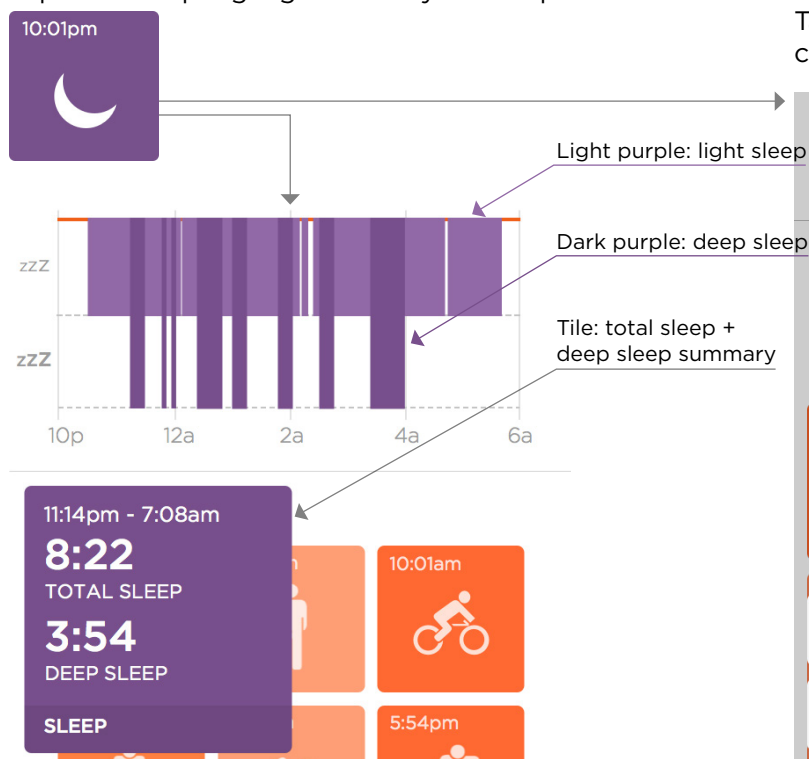 10:01pm
Light purple: light sleep
Dark purple: deep sleep
Tile: total sleep +
deep sleep summary
zzZ
zzZ
10p 12a 2a 4a 6a
11:14pm - 7:08am
8:22
TOTAL SLEEP
3:54
DEEP SLEEP
SLEEP
10:01am
5:54pm